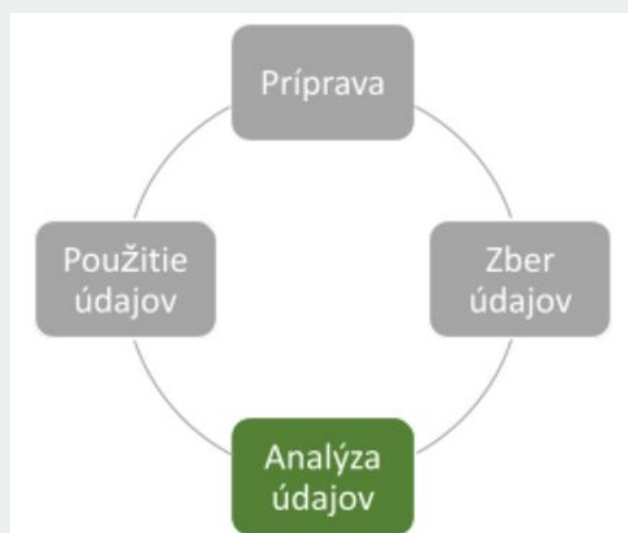 Príprava
Použitie
údajov
Zber
údajov
Analýza
údajov